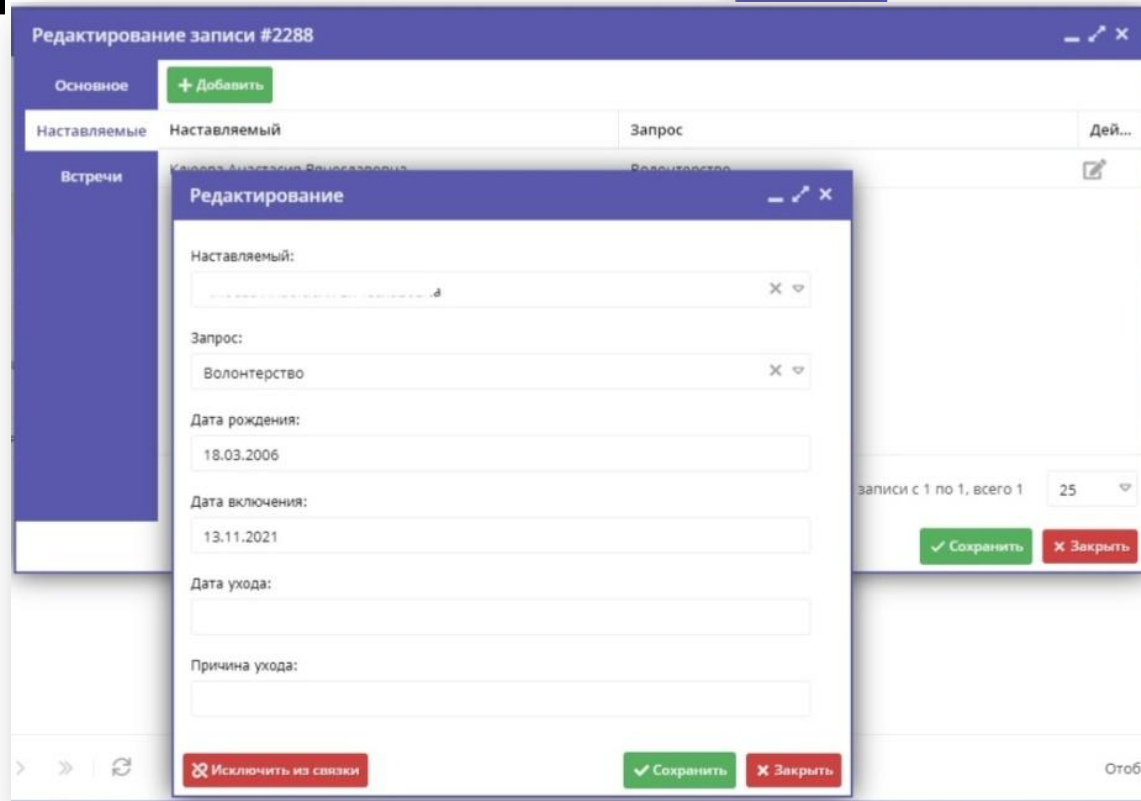 Редактирование записи #2288
Основное
+ Добавить
Наставляемые
Наставляемый
Запрос
Дей...
Встречи
Редактирование
Наставляемый:
Запрос:
Волонтерство
Дата рождения:
18.03.2006
Дата включения:
13.11.2021
записи с 1 по 1, всего 1
25
Сохранить
Закрыть
Дата ухода:
Причина ухода:
Исключить из связки
Сохранить
Закрыть
Отоб